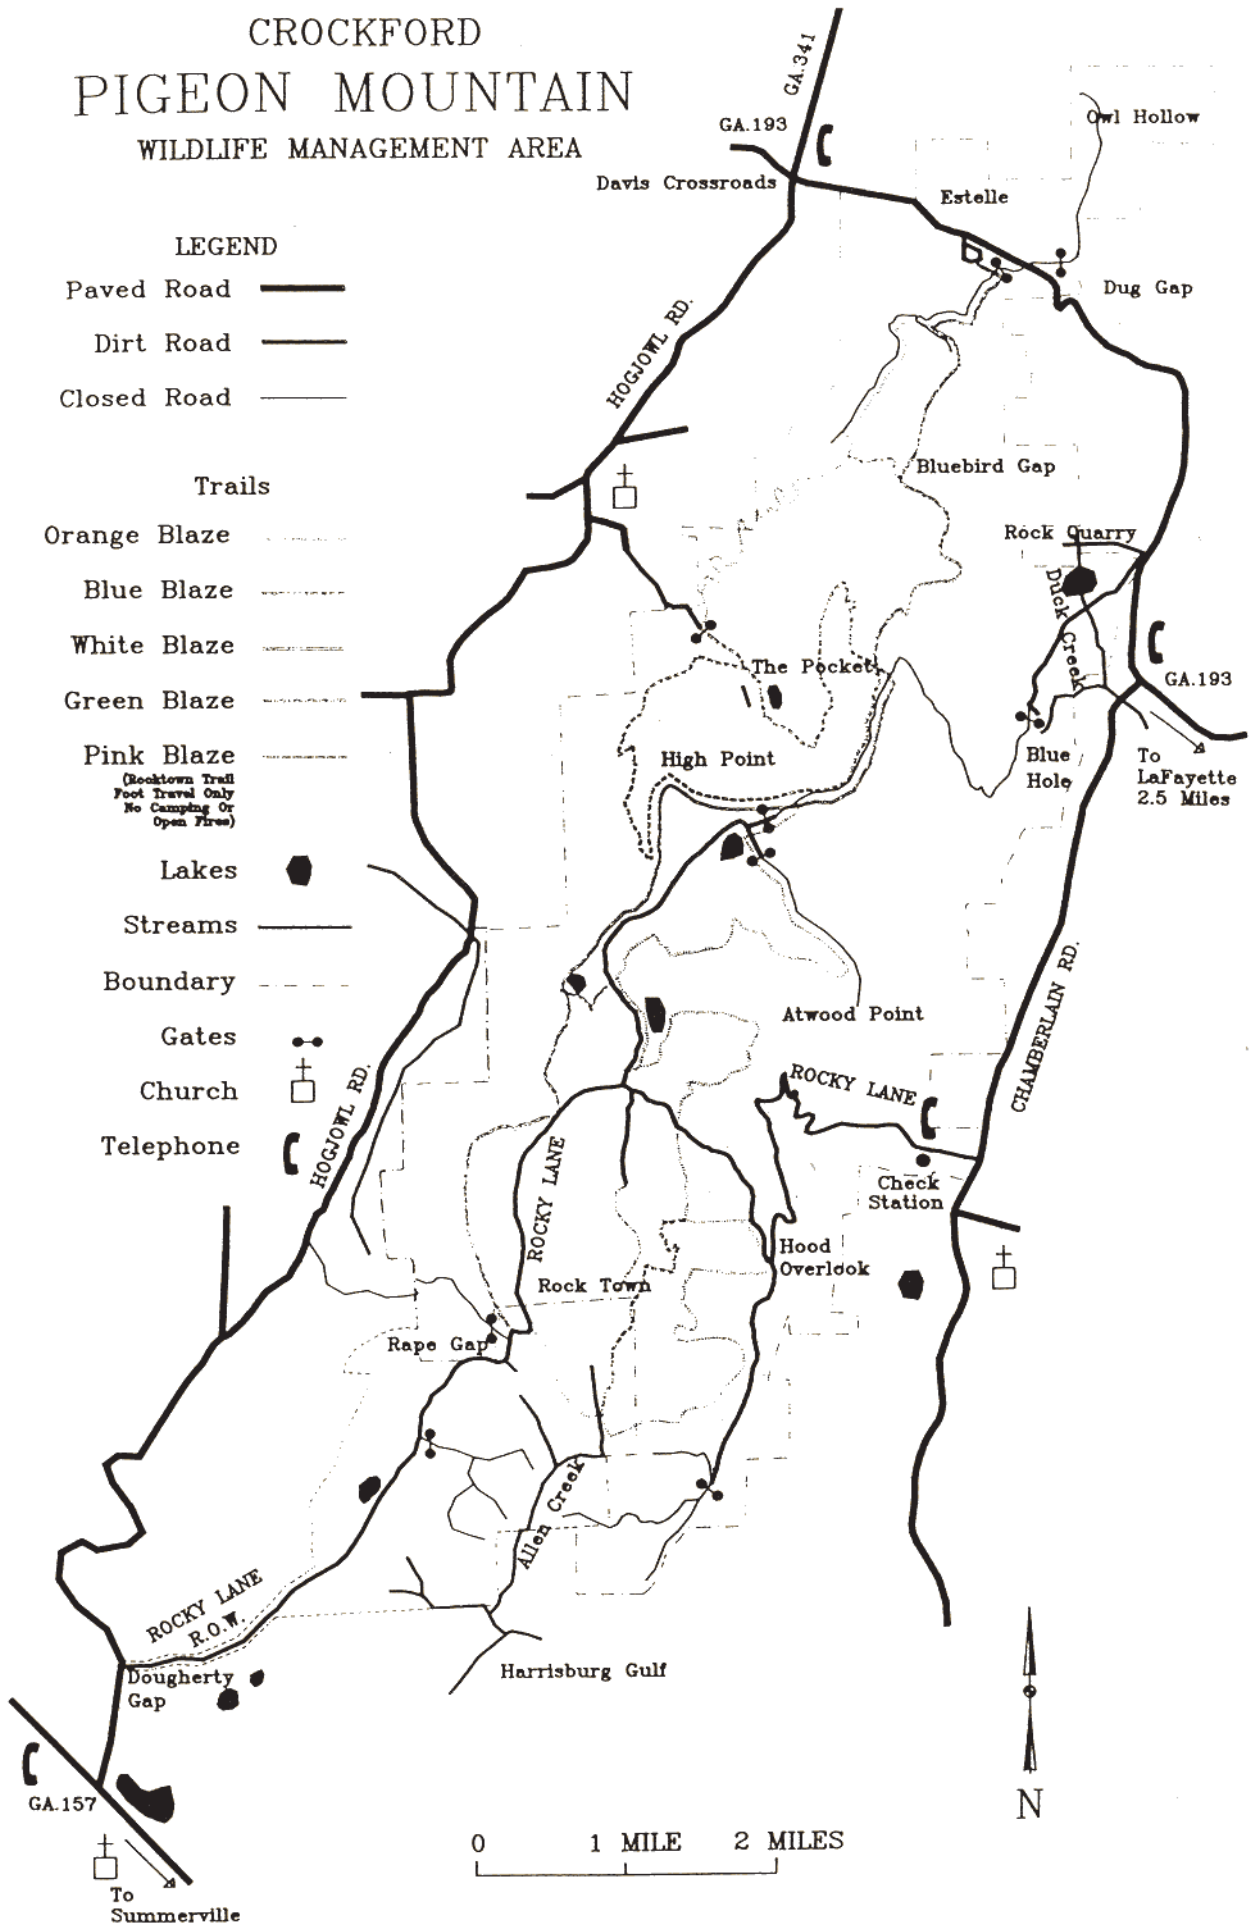 CROCKFORD
PIGEON MOUNTAIN
WILDLIFE MANAGEMENT AREA
GA.341
GA.193
Davis Crossroads
Owl Hollow
Estelle
Dug Gap
LEGEND
Paved Road
Dirt Road
Closed Road
HOGJOWL RD.
Trails
Orange Blaze
Blue Blaze
White Blaze
Green Blaze
Pink Blaze
(Rocktown Trail
Foot Travel Only
No Camping Or
Open Fires)
Lakes
Streams
Boundary
Gates
Church
Telephone
Bluebird Gap
Rock Quarry
Duck Creek
The Pocket
GA.193
High Point
Blue
Hole
To
LaFayette
2.5 Miles
Atwood Point
CHAMBERLAIN RD.
ROCKY LANE
HOGJOWL RD.
ROCKY LANE
Check
Station
Hood
Overlook
Rock Town
Rape Gap
Allen Creek
ROCKY LANE
R.O.W.
Dougherty
Gap
Harrisburg Gulf
GA.157
To
Summerville
0 1 MILE 2 MILES
N